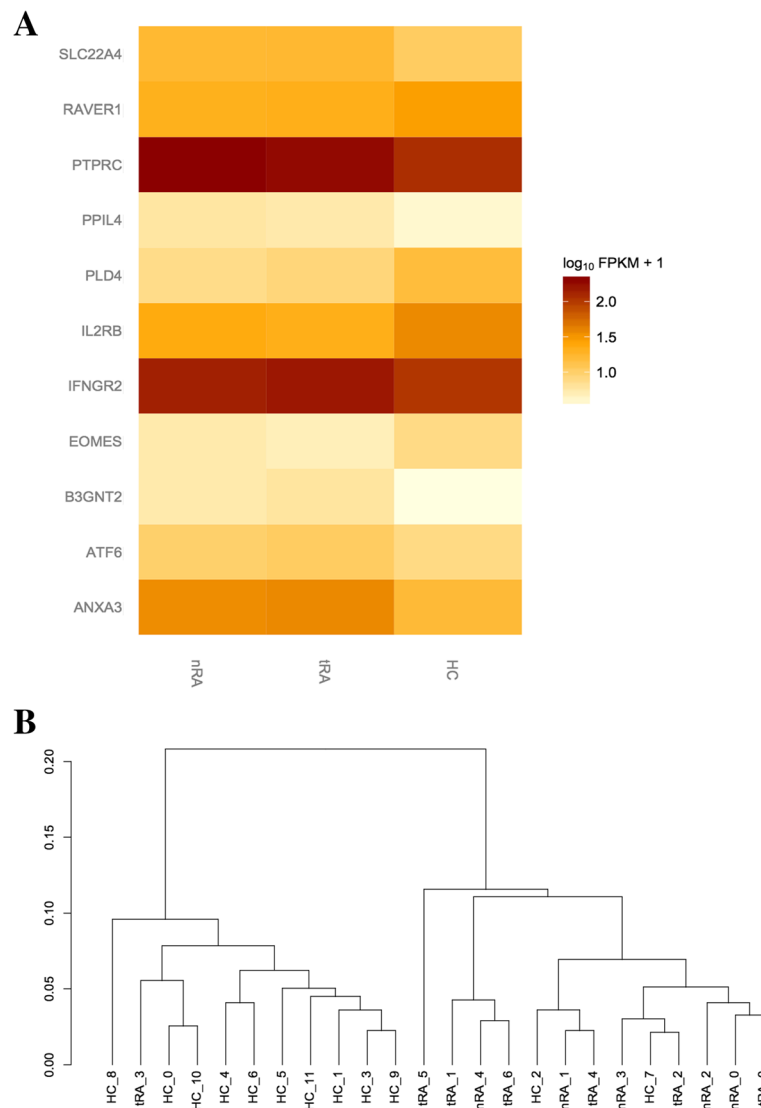 A
SLC22A4
RAVER1
PTPRC
PPIL4
PLD4
IL2RB
IFNGR2
EOMES
B3GNT2
ATF6
ANXA3
nRA
tRA
HC
log10 FPKM + 1
2.0
1.5
1.0
B
0.20
0.15
0.10
0.05
0.00
HC_8
tRA_3
HC_0
HC_10
HC_4
HC_6
HC_5
HC_11
HC_1
HC_3
HC_9
tRA_5
tRA_1
nRA_4
tRA_6
HC_2
nRA_1
tRA_4
nRA_3
HC_7
tRA_2
nRA_2
nRA_0